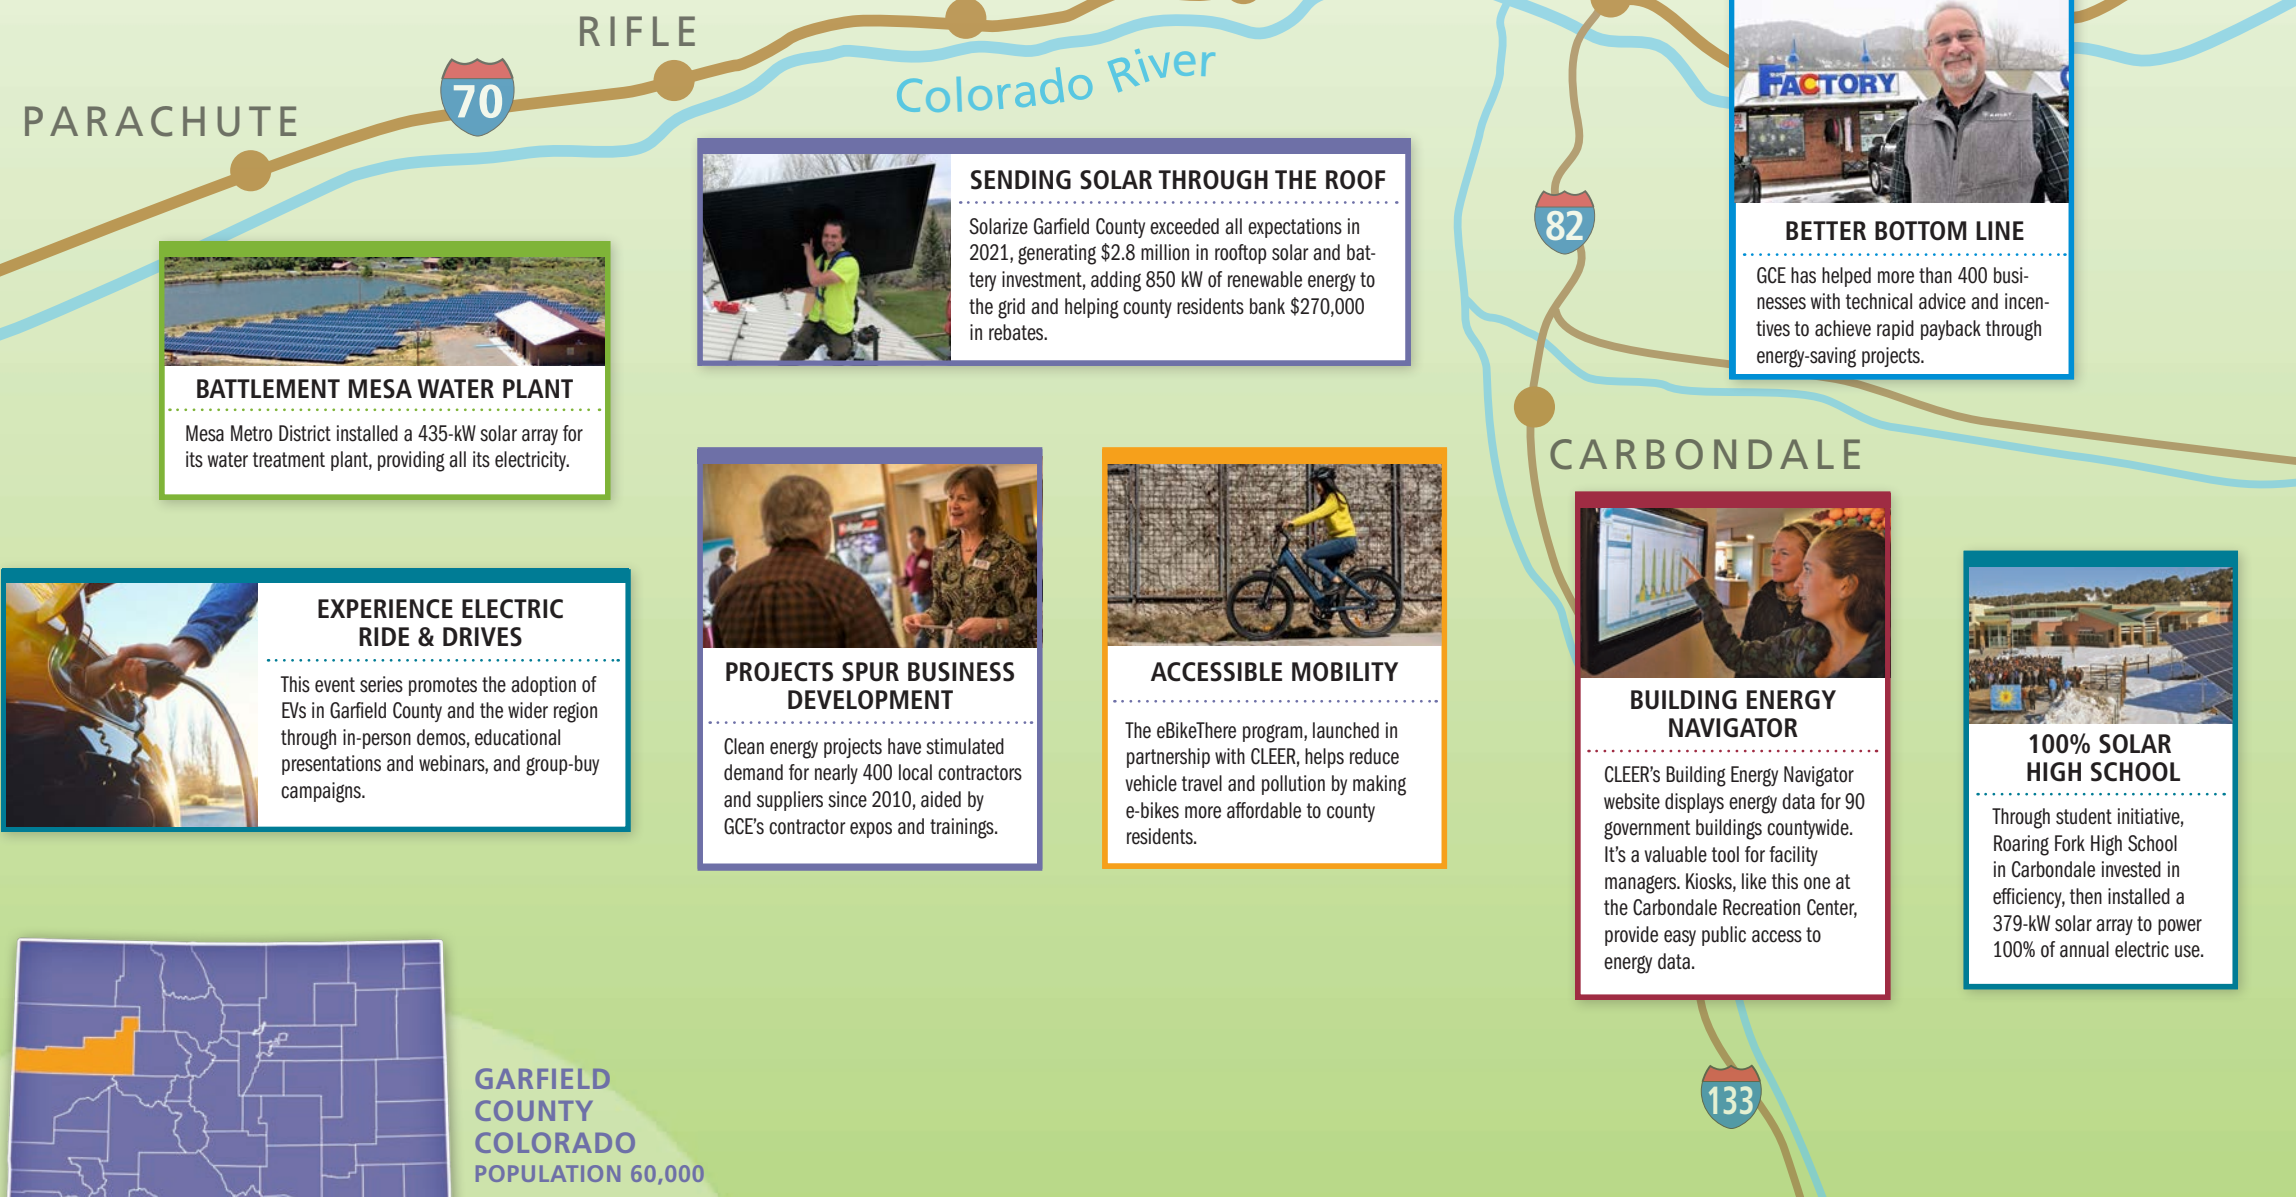 RIFLE
PARACHUTE
70
Colorado River
FACTORY
ARIAT
82
SENDING SOLAR THROUGH THE ROOF
Solarize Garfield County exceeded all expectations in
2021, generating $2.8 million in rooftop solar and bat-
tery investment, adding 850 kW of renewable energy to
the grid and helping county residents bank $270,000
in rebates.
BETTER BOTTOM LINE
GCE has helped more than 400 busi-
nesses with technical advice and incen-
tives to achieve rapid payback through
energy-saving projects.
BATTLEMENT MESA WATER PLANT
Mesa Metro District installed a 435-kW solar array for
its water treatment plant, providing all its electricity.
CARBONDALE
EXPERIENCE ELECTRIC
RIDE & DRIVES
This event series promotes the adoption of
EVs in Garfield County and the wider region
through in-person demos, educational
presentations and webinars, and group-buy
campaigns.
PROJECTS SPUR BUSINESS
DEVELOPMENT
Clean energy projects have stimulated
demand for nearly 400 local contractors
and suppliers since 2010, aided by
GCE's contractor expos and trainings.
ACCESSIBLE MOBILITY
The eBikeThere program, launched in
partnership with CLEER, helps reduce
vehicle travel and pollution by making
e-bikes more affordable to county
residents.
BUILDING ENERGY
NAVIGATOR
CLEER's Building Energy Navigator
website displays energy data for 90
government buildings countywide.
It's a valuable tool for facility
managers. Kiosks, like this one at
the Carbondale Recreation Center,
provide easy public access to
energy data.
100% SOLAR
HIGH SCHOOL
Through student initiative,
Roaring Fork High School
in Carbondale invested in
efficiency, then installed a
379-kW solar array to power
100% of annual electric use.
133
GARFIELD
COUNTY
COLORADO
POPULATION 60,000